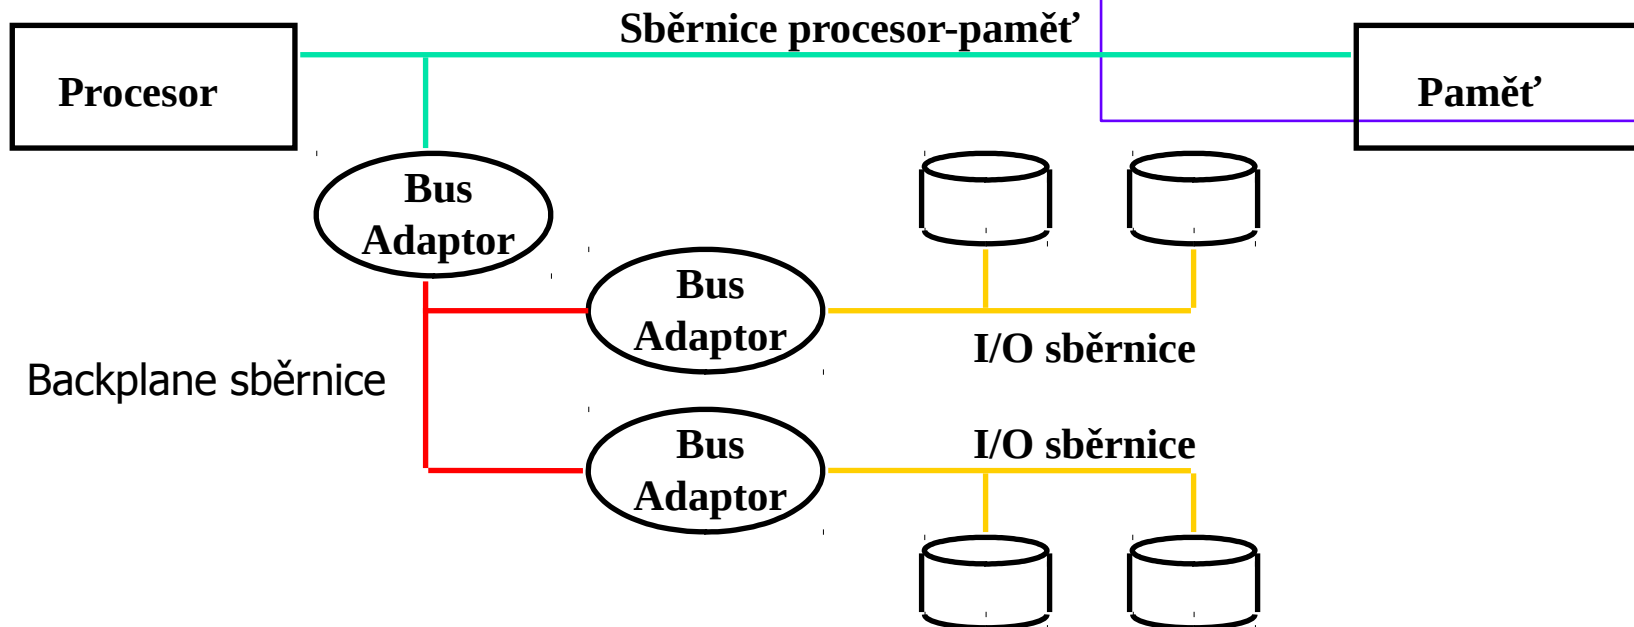 Sběrnice procesor-paměť
Procesor
Paměť
Bus
Adaptor
Bus
Adaptor
I/O sběrnice
Backplane sběrnice
Bus
Adaptor
I/O sběrnice